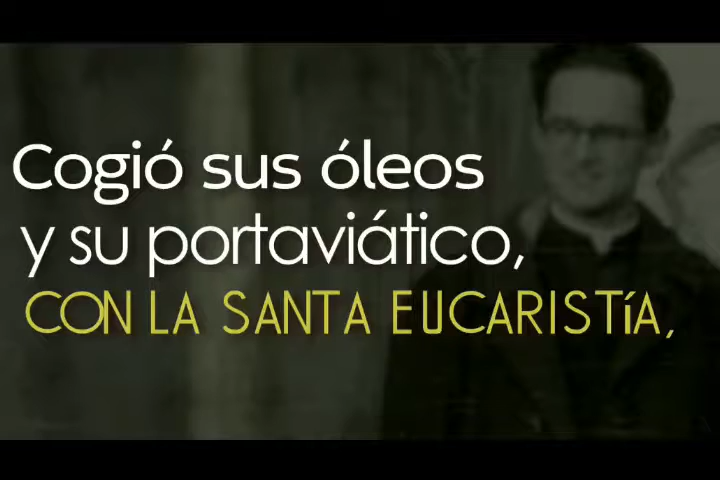 Cogió sus óleos
y su portaviático,
CON LA SANTA EUCARISTíA,